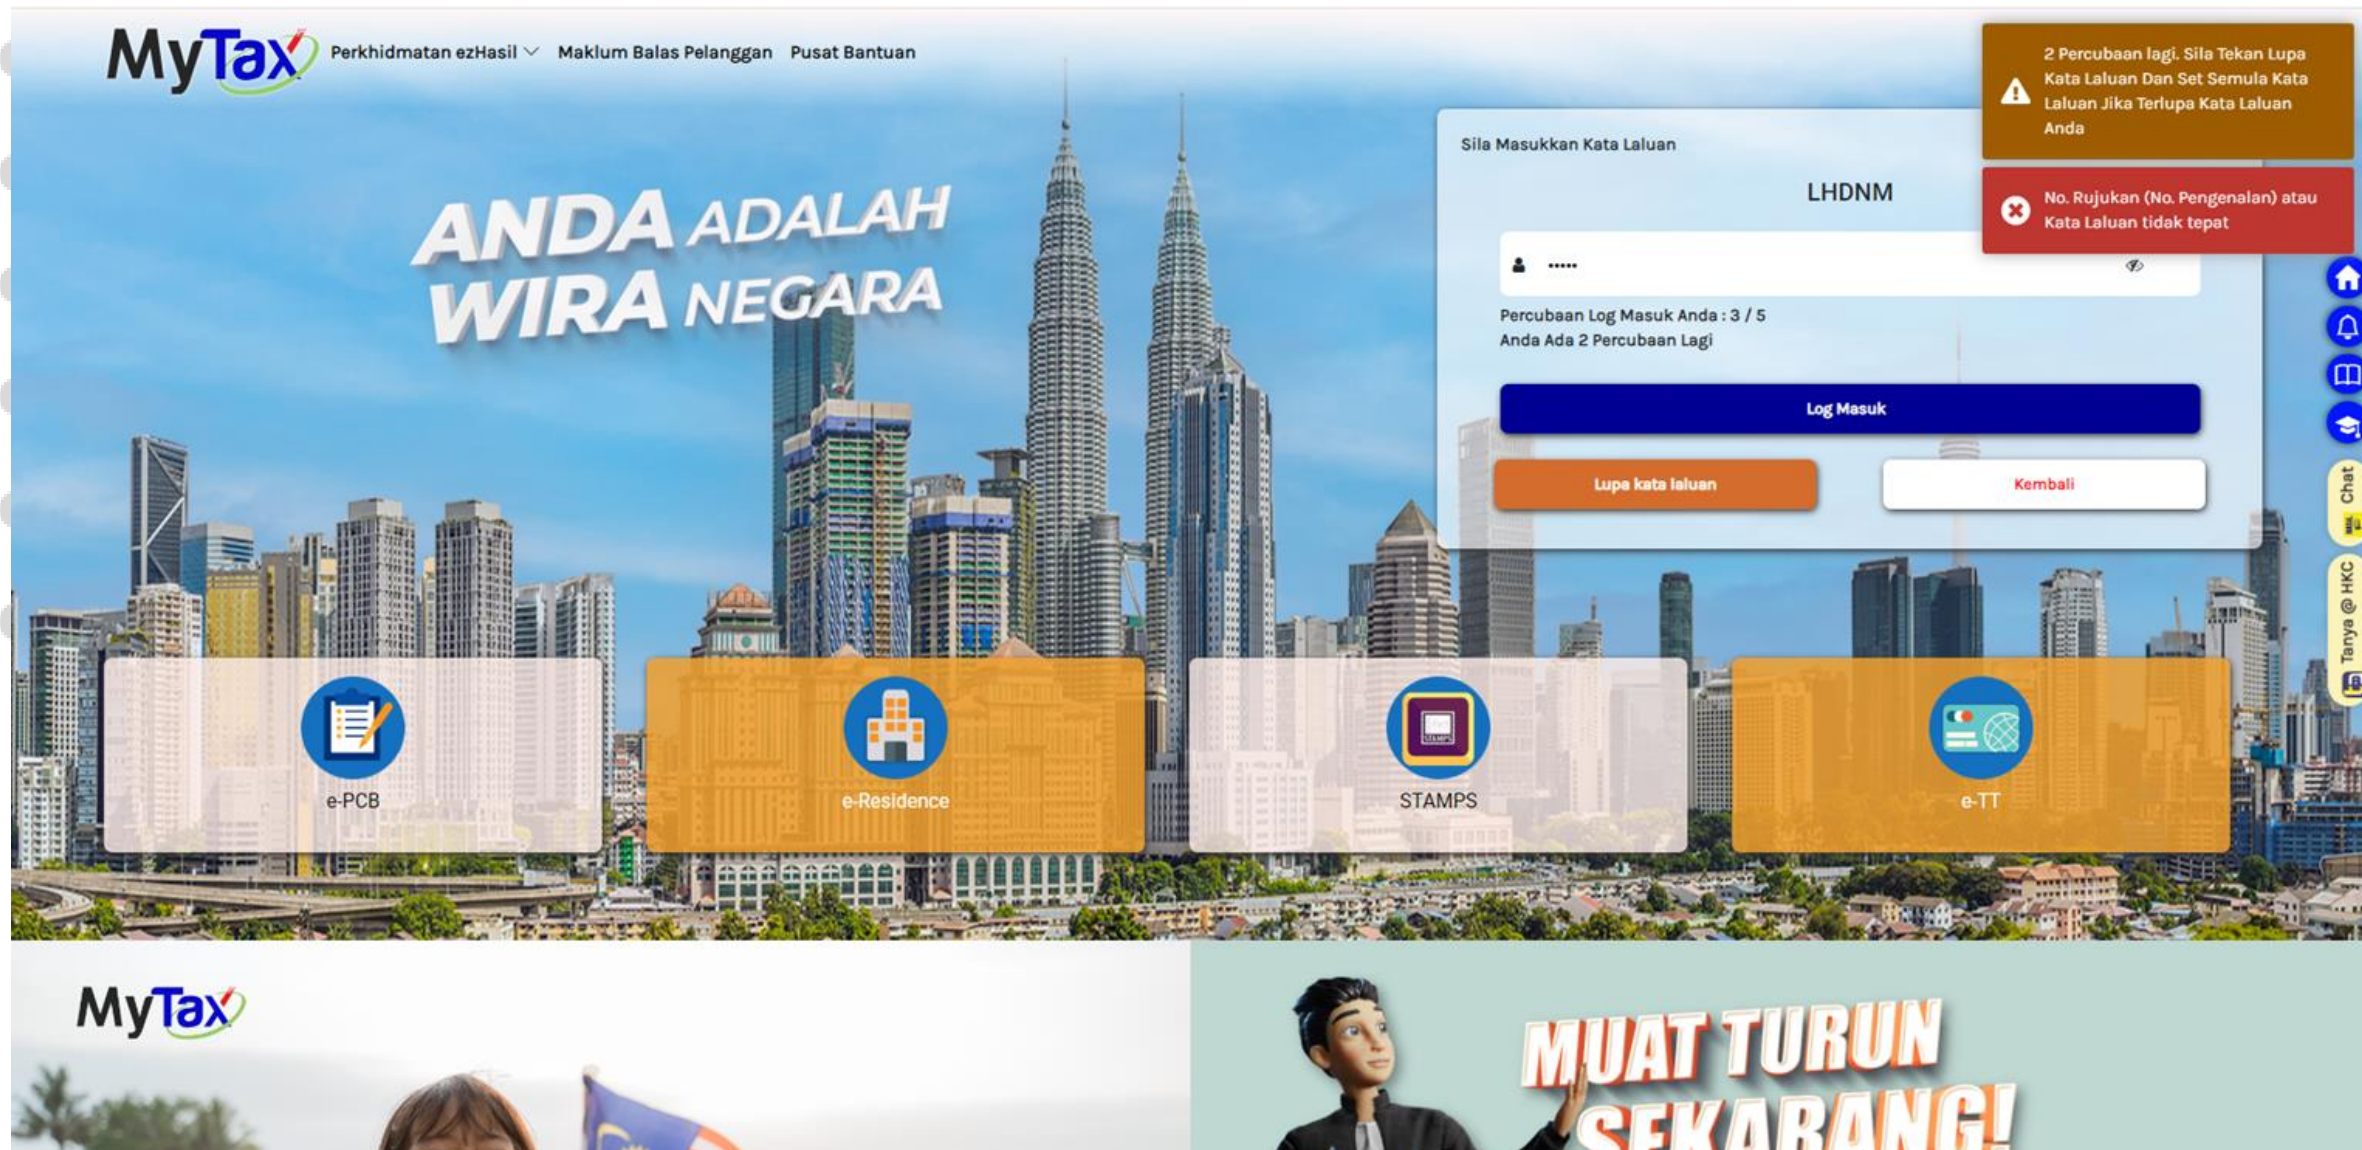 MyTax
Perkhidmatan ezHasil
Maklum Balas Pelanggan
Pusat Bantuan
2 Percubaan lagi. Sila Tekan Lupa
Kata Laluan Dan Set Semula Kata
Laluan Jika Terlupa Kata Laluan
Anda
No. Rujukan (No. Pengenalan) atau
Kata Laluan tidak tepat
ANDA ADALAH
WIRA NEGARA
Sila Masukkan Kata Laluan
LHDNM
•••••
Percubaan Log Masuk Anda : 3 / 5
Anda Ada 2 Percubaan Lagi
Log Masuk
Lupa kata laluan
Kembali
Chat
Tanya @ HKC
e-PCB
e-Residence
STAMPS
STAMPS
e-TT
MyTax
MUAT TURUN
SEKARANG!